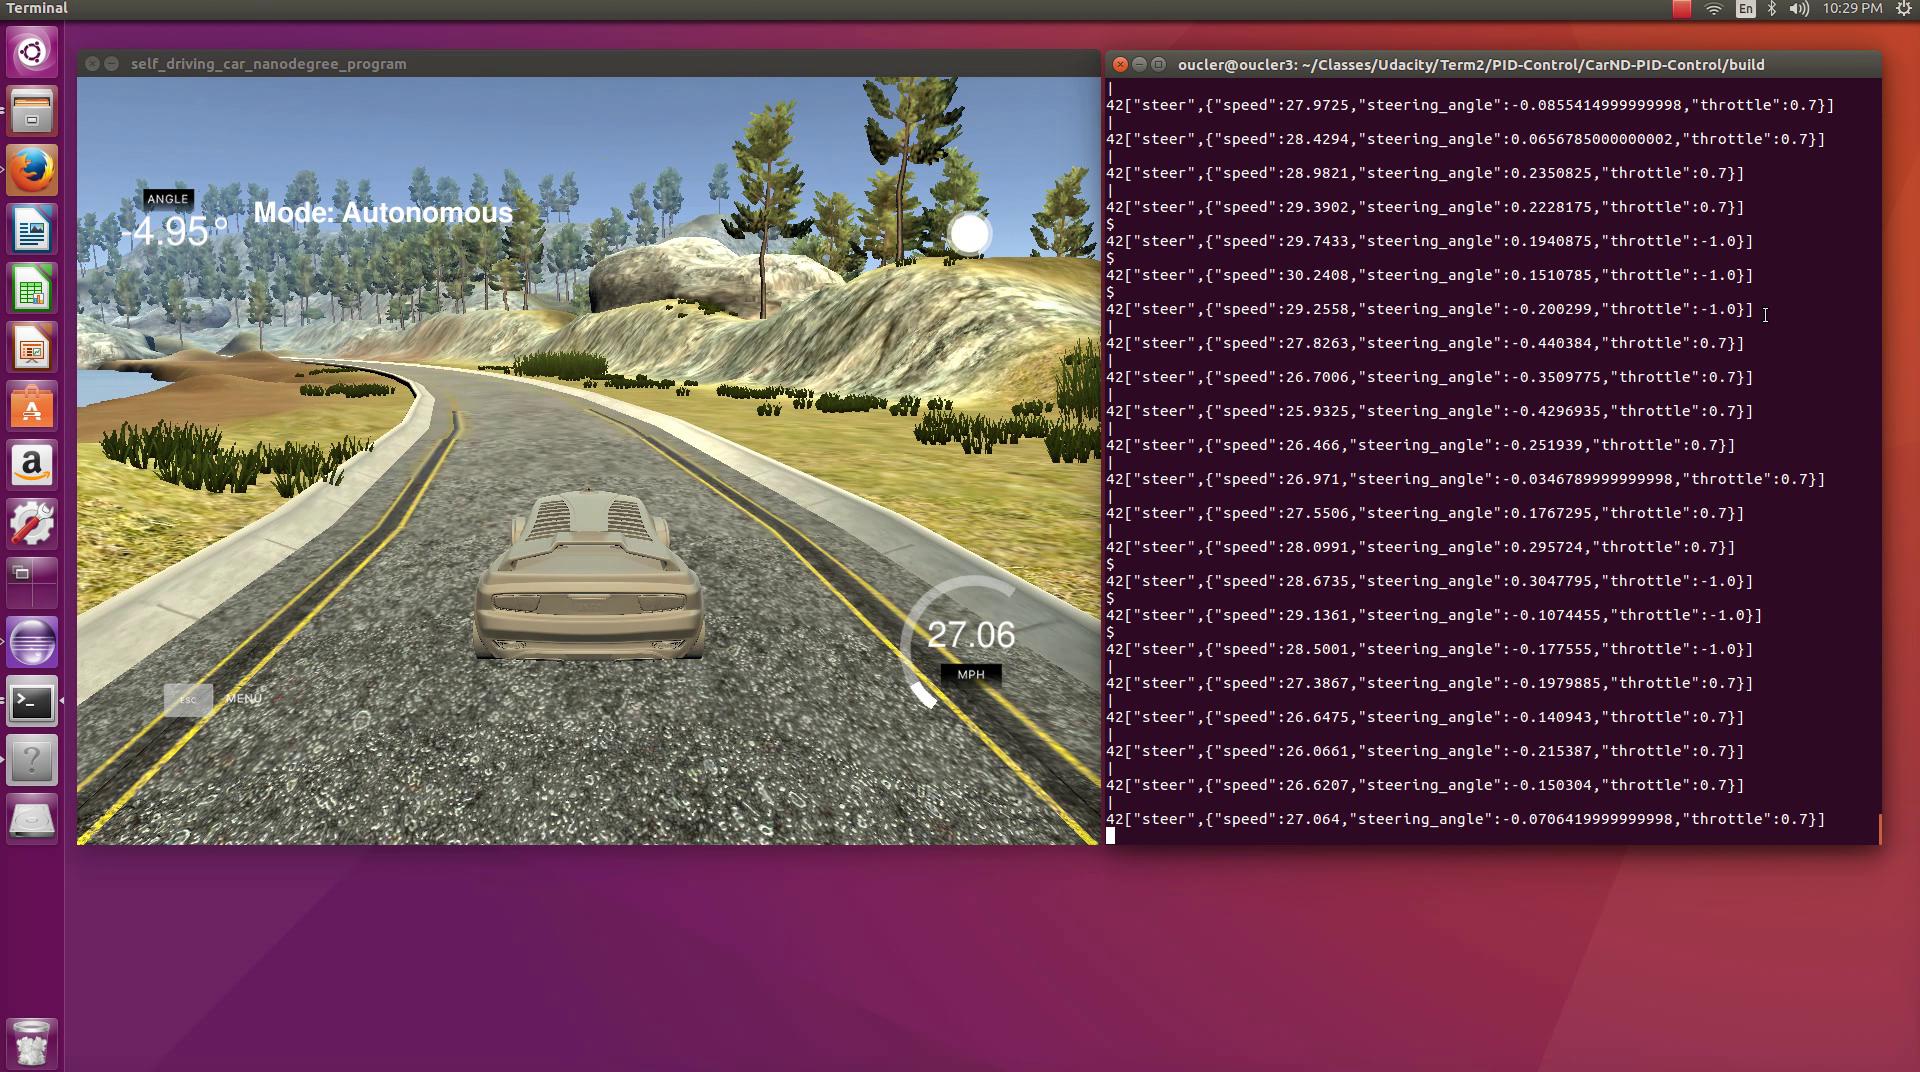 Terminal
En
10:29 PM
self_driving_car_nanodegree_program
ANGLE
-4.95°
Mode: Autonomous
27.06
MPH
ESC
MENU
oucler@oucler3: ~/Classes/Udacity/Term2/PID-Control/CarND-PID-Control/build
|
42["steer",{"speed":27.9725,"steering_angle":-0.0855414999999998,"throttle":0.7}]
|
42["steer",{"speed":28.4294,"steering_angle":0.0656785000000002,"throttle":0.7}]
|
42["steer",{"speed":28.9821,"steering_angle":0.2350825,"throttle":0.7}]
|
42["steer",{"speed":29.3902,"steering_angle":0.2228175,"throttle":0.7}]
$
42["steer",{"speed":29.7433,"steering_angle":0.1940875,"throttle":-1.0}]
$
42["steer",{"speed":30.2408,"steering_angle":0.1510785,"throttle":-1.0}]
$
42["steer",{"speed":29.2558,"steering_angle":-0.200299,"throttle":-1.0}]
|
42["steer",{"speed":27.8263,"steering_angle":-0.440384,"throttle":0.7}]
|
42["steer",{"speed":26.7006,"steering_angle":-0.3509775,"throttle":0.7}]
|
42["steer",{"speed":25.9325,"steering_angle":-0.4296935,"throttle":0.7}]
|
42["steer",{"speed":26.466,"steering_angle":-0.251939,"throttle":0.7}]
|
42["steer",{"speed":26.971,"steering_angle":-0.0346789999999998,"throttle":0.7}]
|
42["steer",{"speed":27.5506,"steering_angle":0.1767295,"throttle":0.7}]
|
42["steer",{"speed":28.0991,"steering_angle":0.295724,"throttle":0.7}]
$
42["steer",{"speed":28.6735,"steering_angle":0.3047795,"throttle":-1.0}]
$
42["steer",{"speed":29.1361,"steering_angle":-0.1074455,"throttle":-1.0}]
$
42["steer",{"speed":28.5001,"steering_angle":-0.177555,"throttle":-1.0}]
|
42["steer",{"speed":27.3867,"steering_angle":-0.1979885,"throttle":0.7}]
|
42["steer",{"speed":26.6475,"steering_angle":-0.140943,"throttle":0.7}]
|
42["steer",{"speed":26.0661,"steering_angle":-0.215387,"throttle":0.7}]
|
42["steer",{"speed":26.6207,"steering_angle":-0.150304,"throttle":0.7}]
|
42["steer",{"speed":27.064,"steering_angle":-0.0706419999999998,"throttle":0.7}]